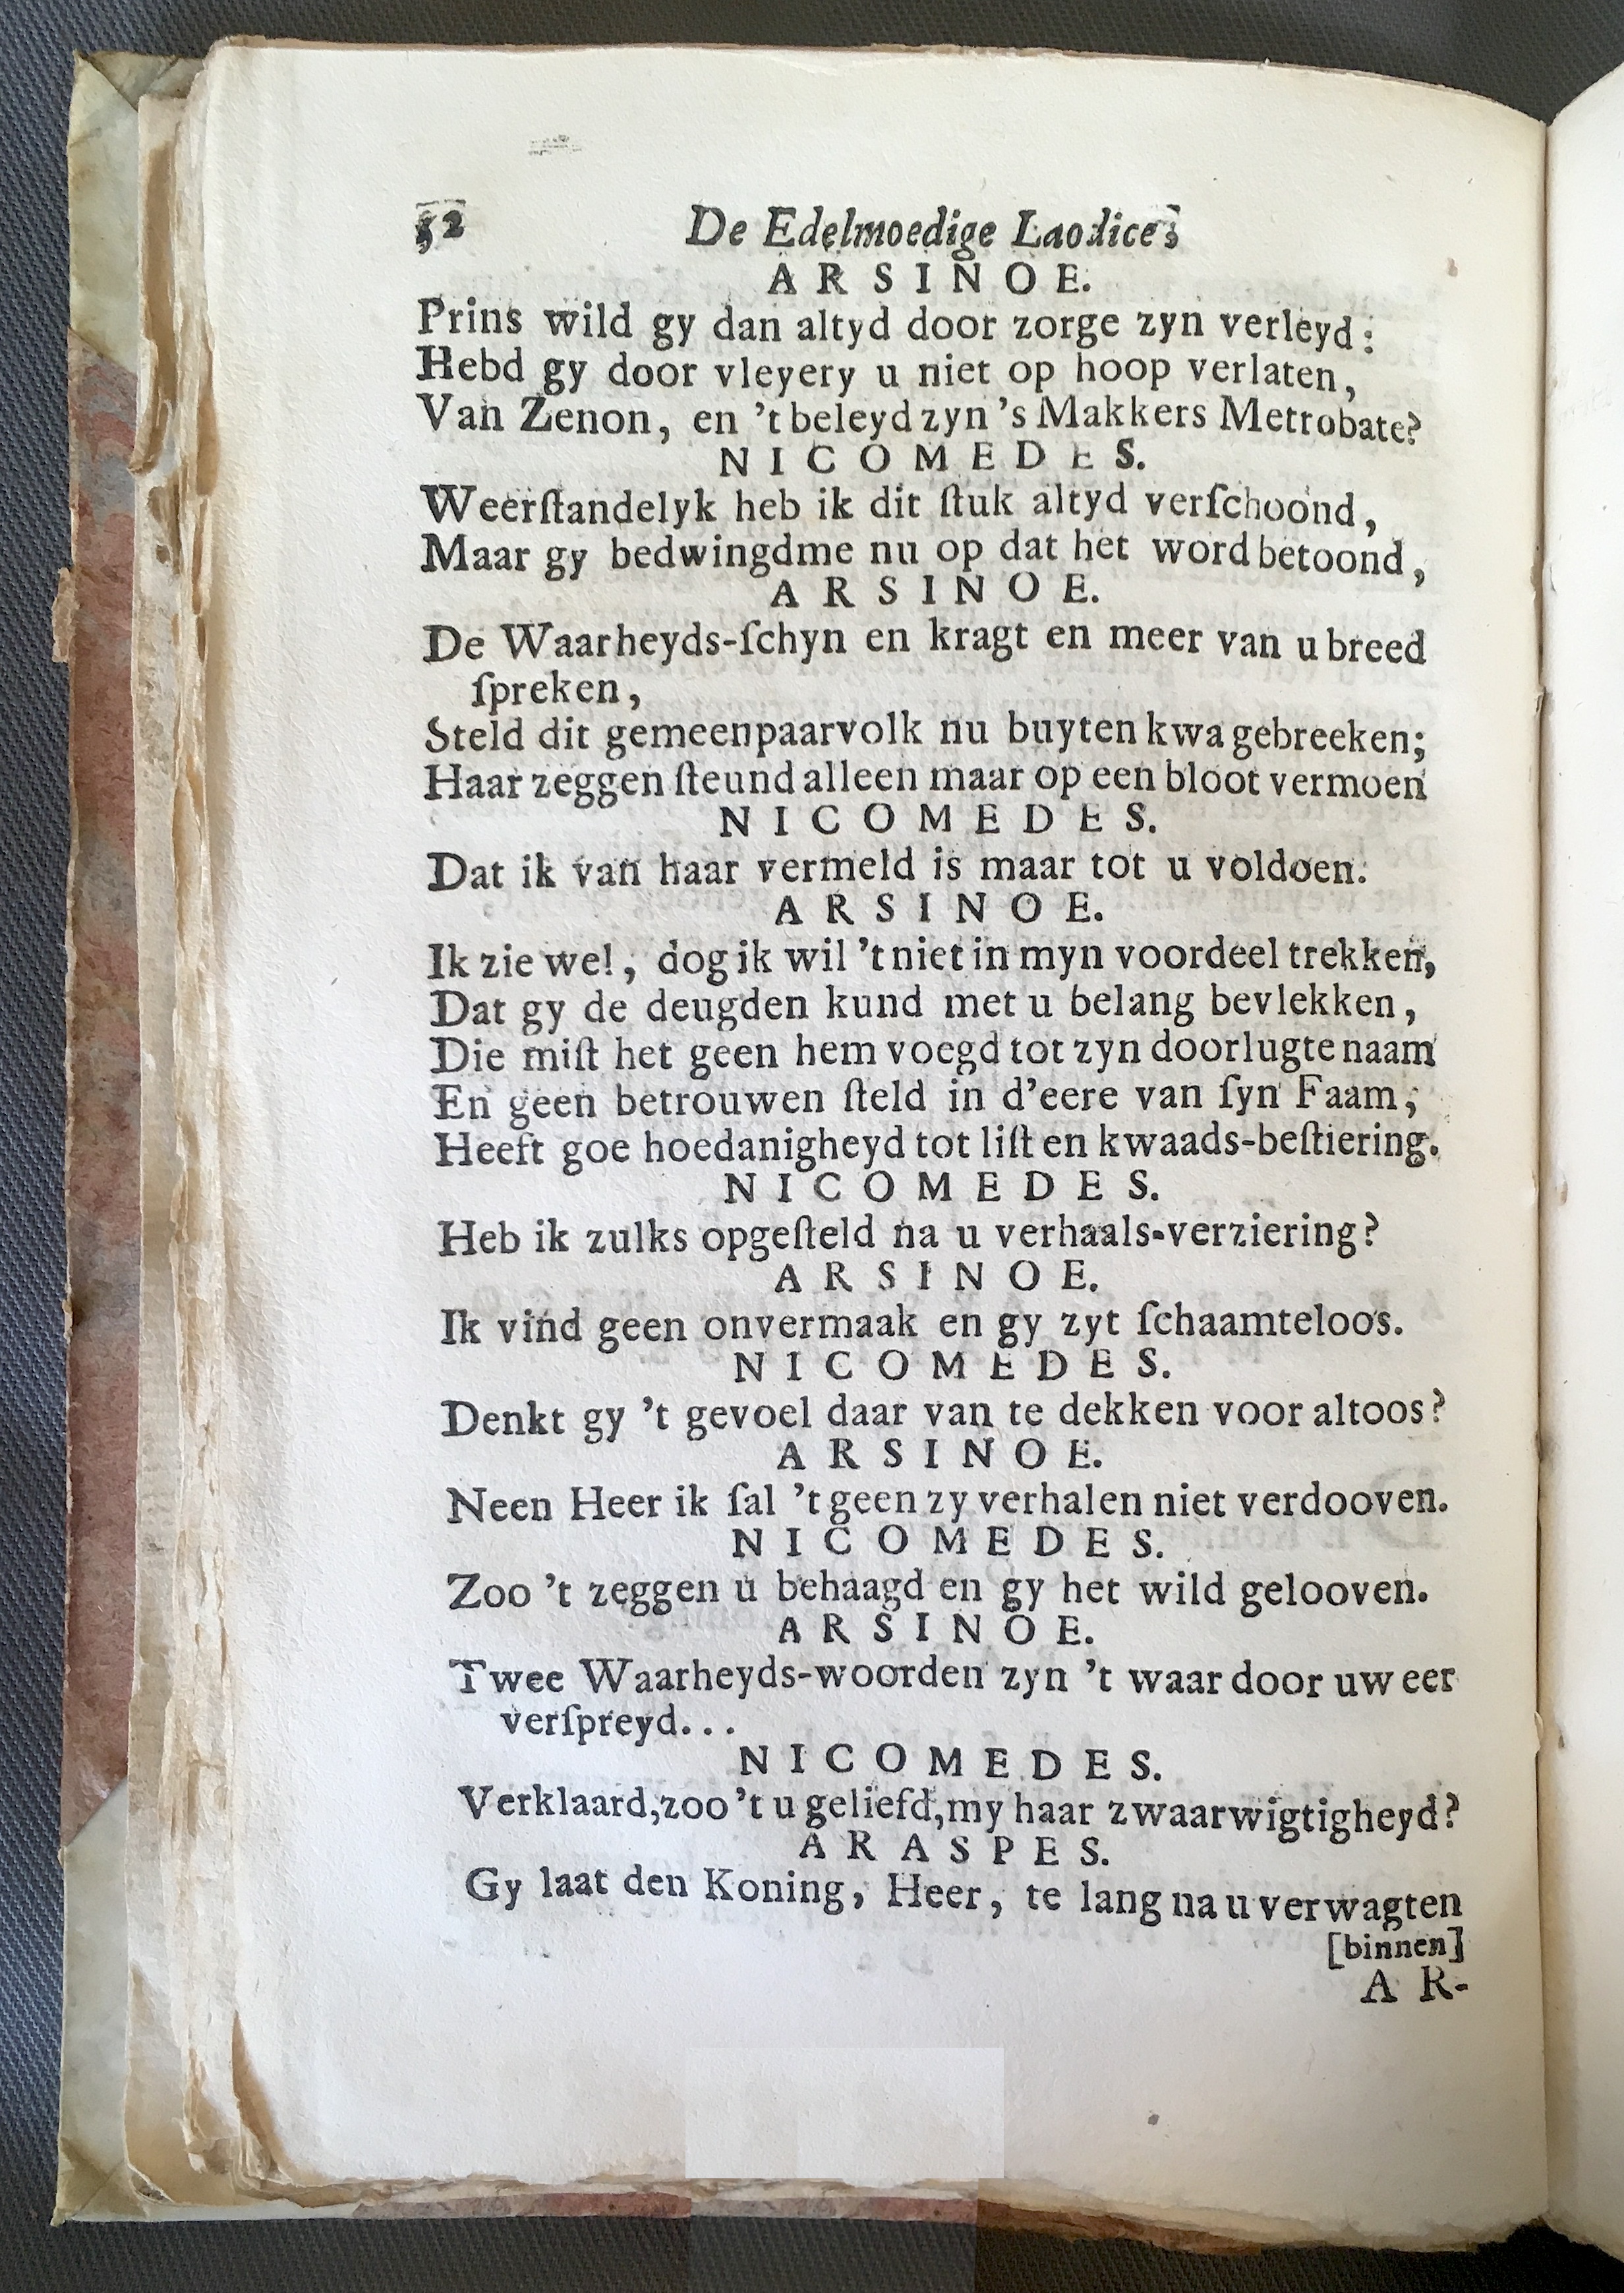 52 De Edelmoedige Laodice,
ARSINOE.
Prins wild gy dan altyd door zorge zyn verleyd:
Hebd gy door vleyery u niet op hoop verlaten,
Van Zenon, en 't beleyd zyn 's Makkers Metrobate?
NICOMEDES.
Weerſtandelyk heb ik dit ſtuk altyd verſchoond,
Maar gy bedwingdme nu op dat het word betoond,
ARSINOE.
De Waarheyds-ſchyn en kragt en meer van u breed
ſpreken,
Steld dit gemeenpaarvolk nu buyten kwa gebreeken;
Haar zeggen ſteund alleen maar op een bloot vermoen
NICOMEDES.
Dat ik van haar vermeld is maar tot u voldoen.
ARSINOE.
Ik zie wel, dog ik wil 't niet in myn voordeel trekken,
Dat gy de deugden kund met u belang bevlekken,
Die miſt het geen hem voegd tot zyn doorlugte naam
En geen betrouwen ſteld in d'eere van ſyn Faam,
Heeft goe hoedanigheyd tot liſt en kwaads-beſtiering.
NICOMEDES.
Heb ik zulks opgeſteld na u verhaals-verziering?
ARSINOE.
Ik vind geen onvermaak en gy zyt ſchaamteloos.
NICOMEDES.
Denkt gy 't gevoel daar van te dekken voor altoos?
ARSINOE.
Neen Heer ik ſal 't geen zy verhalen niet verdooven.
NICOMEDES.
Zoo 't zeggen u behaagd en gy het wild gelooven.
ARSINOE.
Twee Waarheyds-woorden zyn 't waar door uw eer
verſpreyd...
NICOMEDES.
Verklaard, zoo 't u geliefd, my haar zwaarwigtigheyd?
ARASPES.
Gy laat den Koning, Heer, te lang na u verwagten
[binnen]
AR-